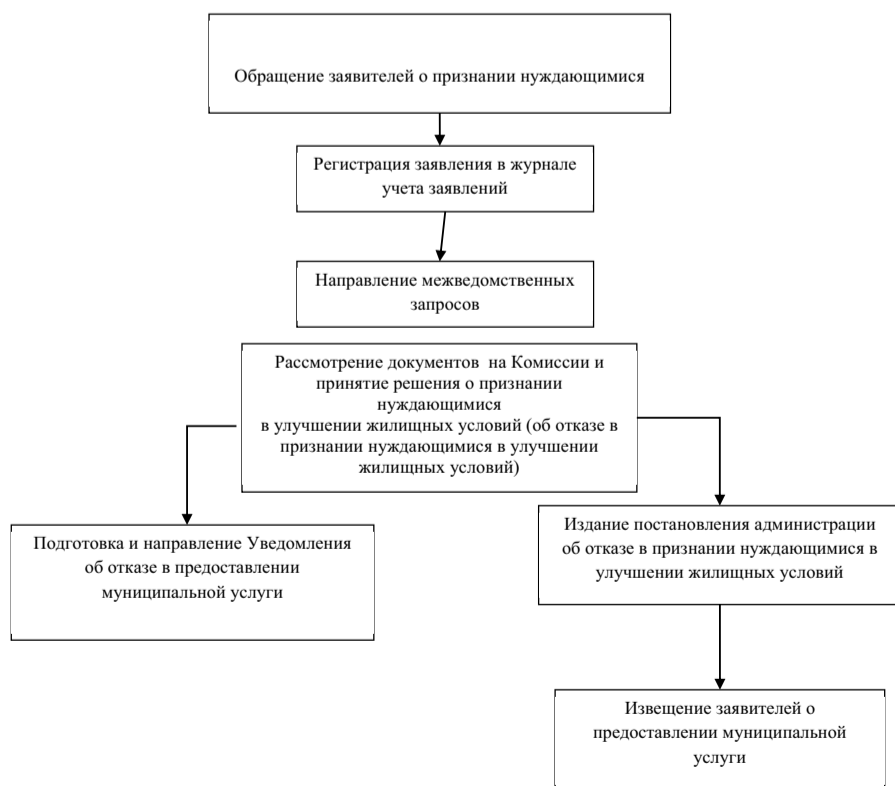 Обращение заявителей о признании нуждающимися
Регистрация заявления в журнале
учета заявлений
Направление межведомственных
запросов
Рассмотрение документов на Комиссии и
принятие решения о признании
нуждающимися
в улучшении жилищных условий (об отказе в
признании нуждающимися в улучшении
жилищных условий)
Подготовка и направление Уведомления
об отказе в предоставлении
муниципальной услуги
Издание постановления администрации
об отказе в признании нуждающимися в
улучшении жилищных условий
Извещение заявителей о
предоставлении муниципальной
услуги